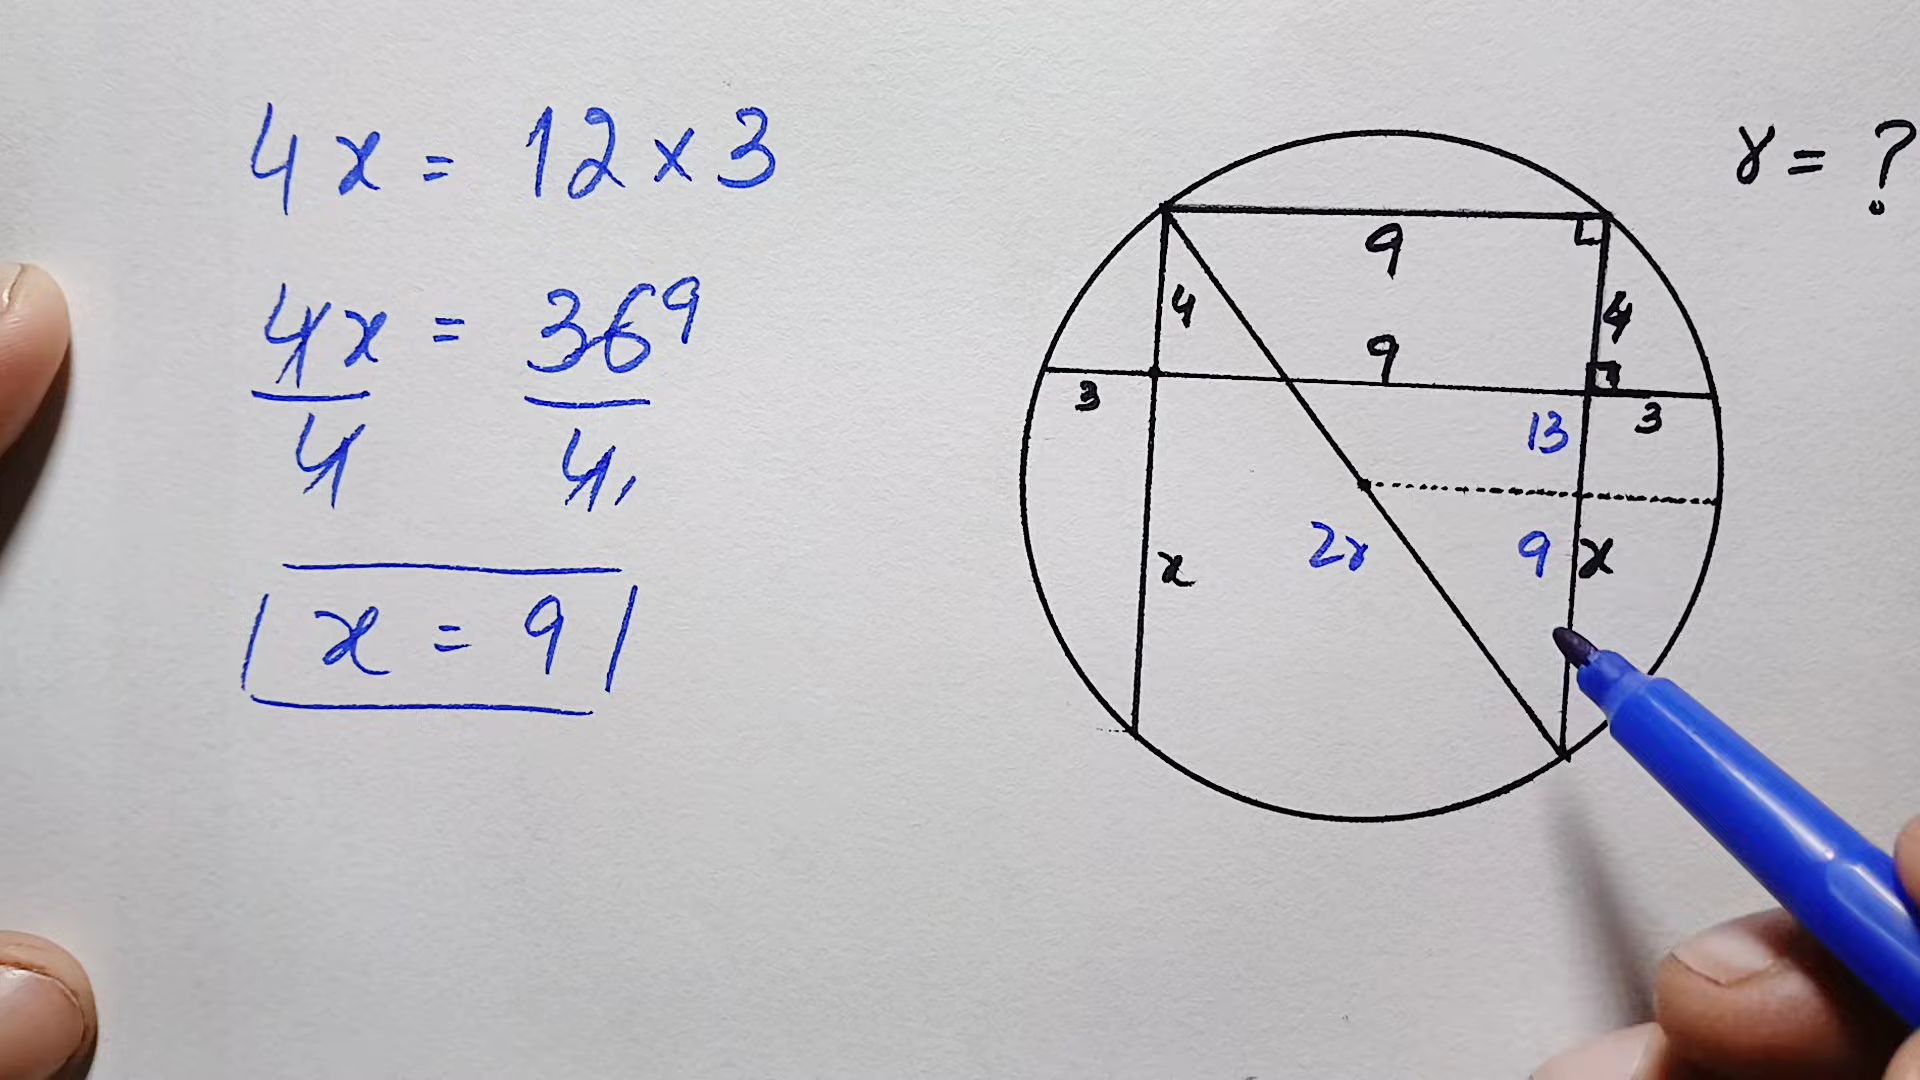 4x = 12 × 3
4x/4 = 36/4 9
x = 9
r = ?
9
4
4
9
3
3
13
2r
9
x
x